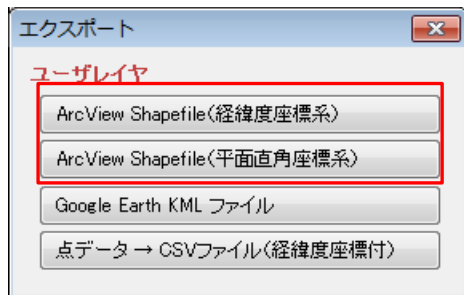 エクスポート
ユーザレイヤ
ArcView Shapefile(経緯度座標系)
ArcView Shapefile(平面直角座標系)
Google Earth KML ファイル
点データ → CSVファイル(経緯度座標付)